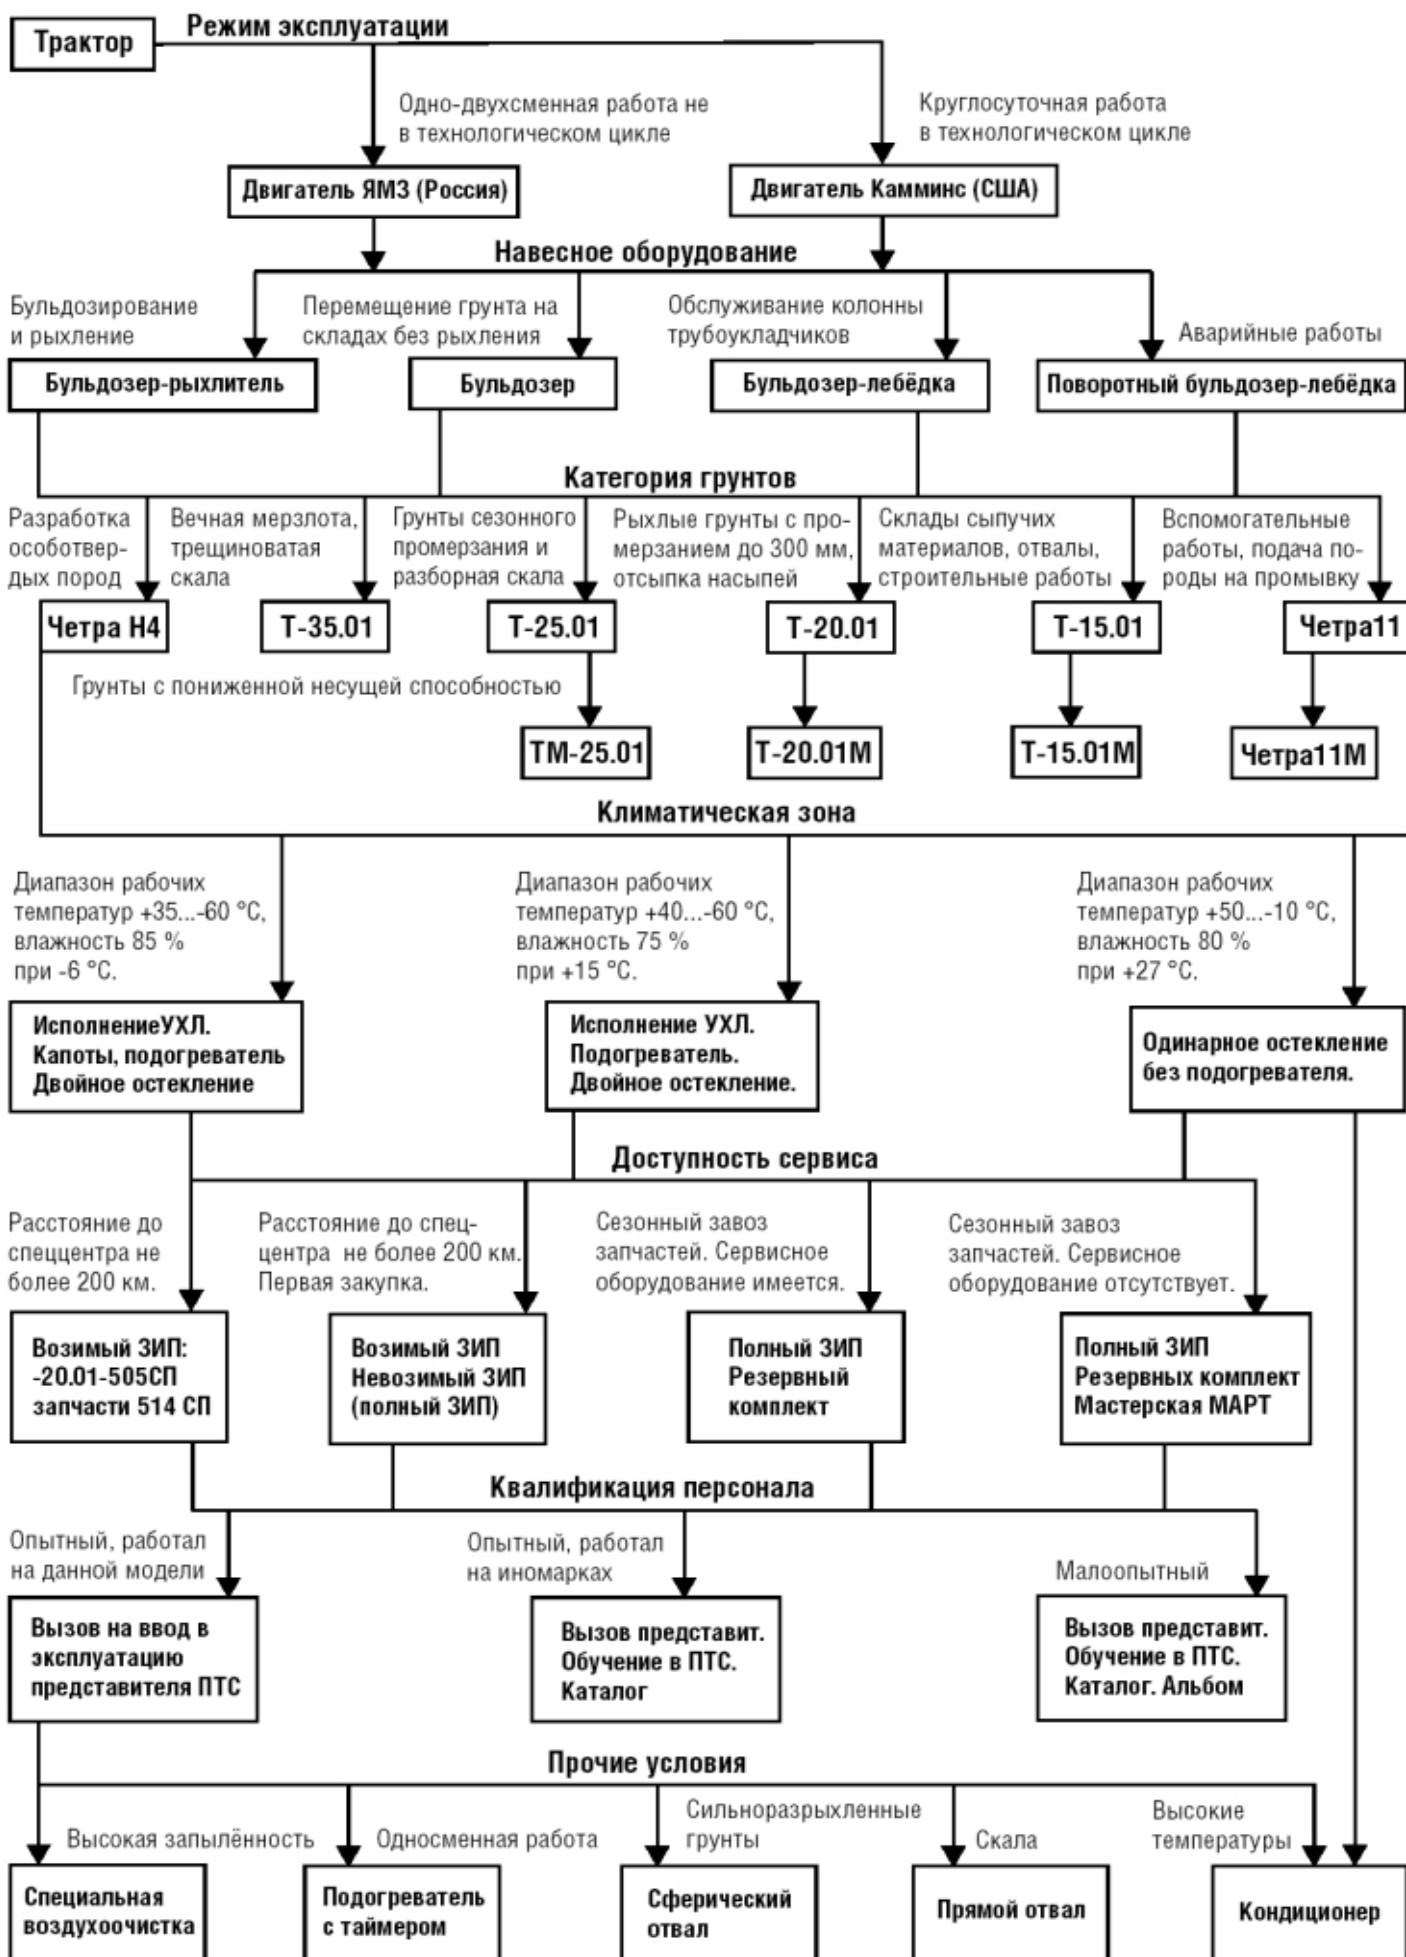 Трактор
Режим эксплуатации
Одно-двухсменная работа не
в технологическом цикле
Круглосуточная работа
в технологическом цикле
Двигатель ЯМЗ (Россия)
Двигатель Камминс (США)
Навесное оборудование
Бульдозирование
и рыхление
Перемещение грунта на
складах без рыхления
Обслуживание колонны
трубоукладчиков
Аварийные работы
Бульдозер-рыхлитель
Бульдозер
Бульдозер-лебёдка
Поворотный бульдозер-лебёдка
Категория грунтов
Разработка
особотвер-
дых пород
Вечная мерзлота,
трещиноватая
скала
Грунты сезонного
промерзания и
разборная скала
Рыхлые грунты с про-
мерзанием до 300 мм,
отсыпка насыпей
Склады сыпучих
материалов, отвалы,
строительные работы
Вспомогательные
работы, подача по-
роды на промывку
Четра Н4
Т-35.01
Т-25.01
Т-20.01
Т-15.01
Четра11
Грунты с пониженной несущей способностью
ТМ-25.01
Т-20.01М
Т-15.01М
Четра11М
Климатическая зона
Диапазон рабочих
температур +35...-60 °С,
влажность 85 %
при -6 °С.
Диапазон рабочих
температур +40...-60 °С,
влажность 75 %
при +15 °С.
Диапазон рабочих
температур +50...-10 °С,
влажность 80 %
при +27 °С.
ИсполнениеУХЛ.
Капоты, подогреватель
Двойное остекление
Исполнение УХЛ.
Подогреватель.
Двойное остекление.
Одинарное остекление
без подогревателя.
Доступность сервиса
Расстояние до
спеццентра не
более 200 км.
Расстояние до спец-
центра не более 200 км.
Первая закупка.
Сезонный завоз
запчастей. Сервисное
оборудование имеется.
Сезонный завоз
запчастей. Сервисное
оборудование отсутствует.
Возимый ЗИП:
-20.01-505СП
запчасти 514 СП
Возимый ЗИП
Невозимый ЗИП
(полный ЗИП)
Полный ЗИП
Резервный
комплект
Полный ЗИП
Резервных комплект
Мастерская МАРТ
Квалификация персонала
Опытный, работал
на данной модели
Опытный, работал
на иномарках
Малоопытный
Вызов на ввод в
эксплуатацию
представителя ПТС
Вызов представит.
Обучение в ПТС.
Каталог
Вызов представит.
Обучение в ПТС.
Каталог. Альбом
Прочие условия
Высокая запылённость
Односменная работа
Сильноразрыхленные
грунты
Скала
Высокие
температуры
Специальная
воздухоочистка
Подогреватель
с таймером
Сферический
отвал
Прямой отвал
Кондиционер